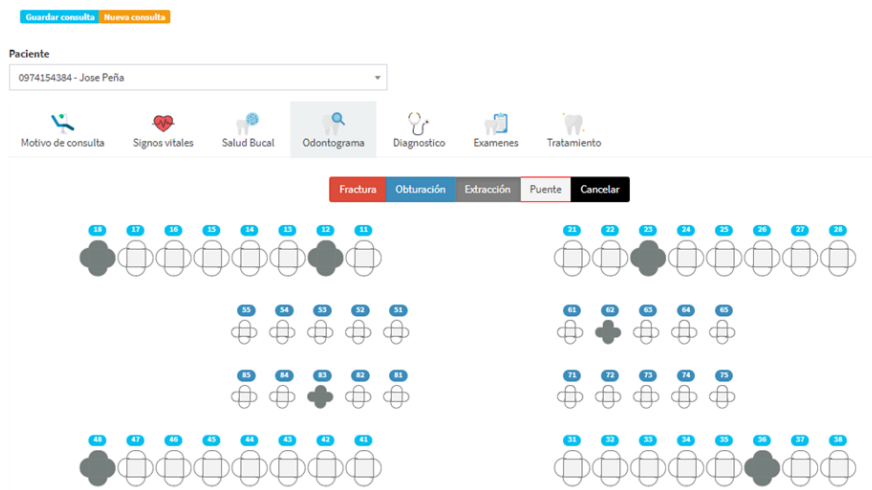 Guardar consulta Nueva consulta
Paciente
0974154384 - Jose Peña
Motivo de consulta Signos vitales Salud Bucal Odontograma Diagnostico Examenes Tratamiento
Fractura Obturación Extracción Puente Cancelar
18 17 16 15 14 13 12 11 21 22 23 24 25 26 27 28
55 54 53 52 51 61 62 63 64 65
85 84 83 82 81 71 72 73 74 75
48 47 46 45 44 43 42 41 31 32 33 34 35 36 37 38